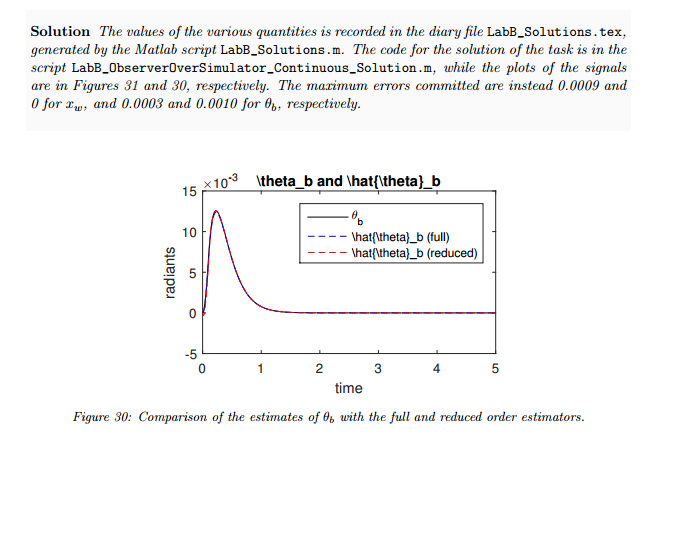 Solution The values of the various quantities is recorded in the diary file LabB_Solutions.tex,
generated by the Matlab script LabB_Solutions.m. The code for the solution of the task is in the
script LabB_ObserverOverSimulator_Continuous_Solution.m, while the plots of the signals
are in Figures 31 and 30, respectively. The maximum errors committed are instead 0.0009 and
0 for x_w, and 0.0003 and 0.0010 for θ_b, respectively.
×10⁻³ \theta_b and \hat{\theta}_b
15
10
5
0
-5
radiants
θ_b
\hat{\theta}_b (full)
\hat{\theta}_b (reduced)
0 1 2 3 4 5
time
Figure 30: Comparison of the estimates of θ_b with the full and reduced order estimators.